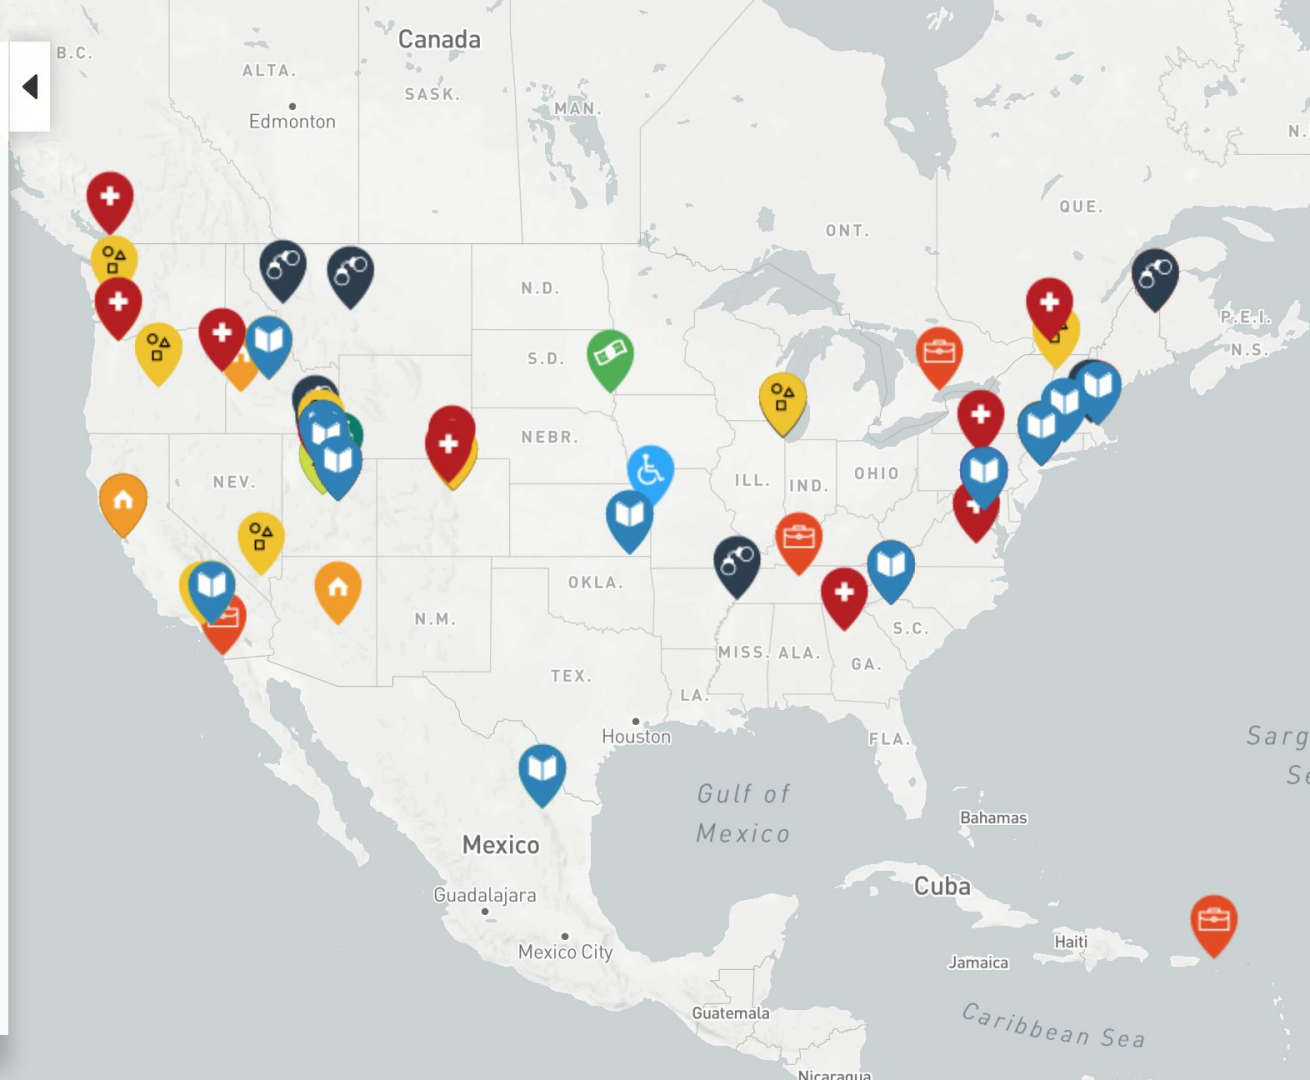 Canada
B.C.
ALTA.
SASK.
MAN.
Edmonton
N.
QUE.
ONT.
N.D.
P.E.I.
N.S.
S.D.
NEBR.
NEV.
ILL.
IND.
OHIO
OKLA.
N.M.
S.C.
MISS.
ALA.
GA.
TEX.
LA.
Houston
FLA.
Sarg
Se
Gulf of
Mexico
Bahamas
Mexico
Cuba
Guadalajara
Haiti
Mexico City
Jamaica
Guatemala
Caribbean Sea
Nicaragua